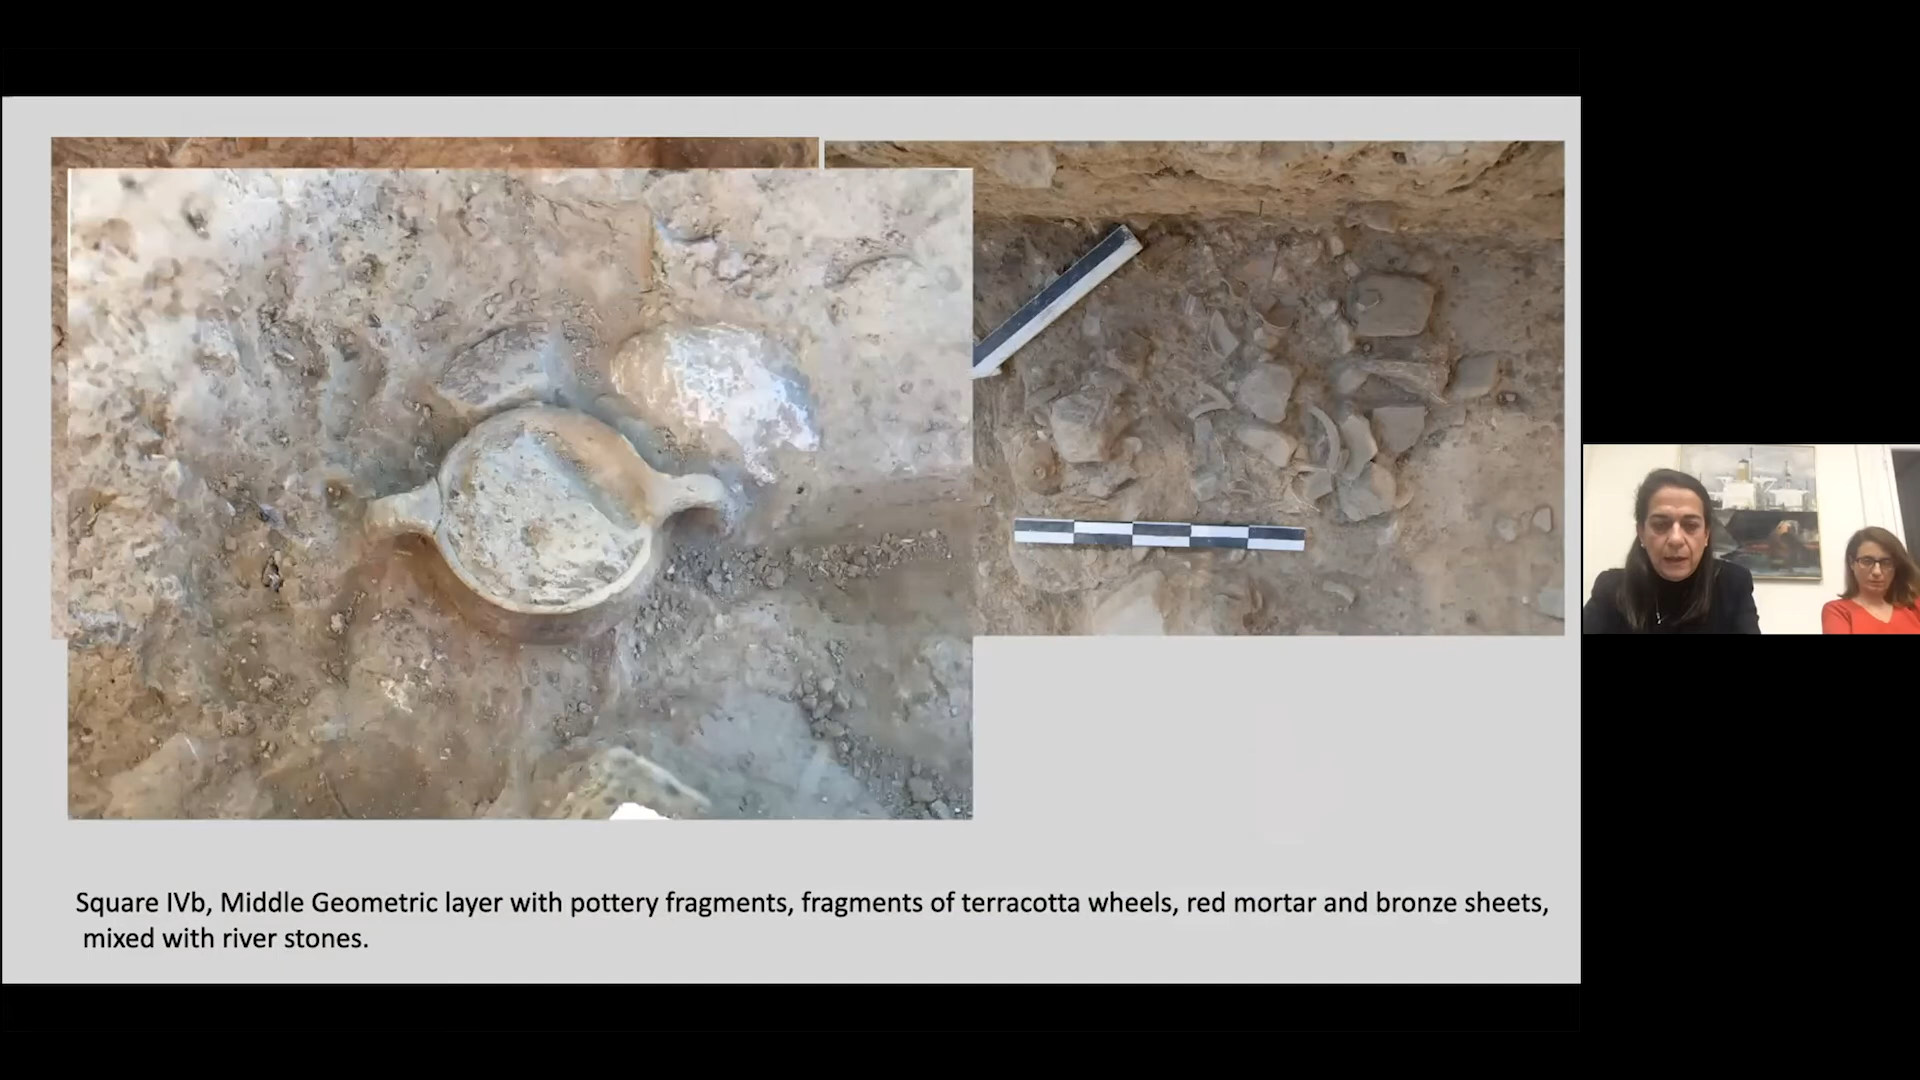 Square IVb, Middle Geometric layer with pottery fragments, fragments of terracotta wheels, red mortar and bronze sheets,
mixed with river stones.